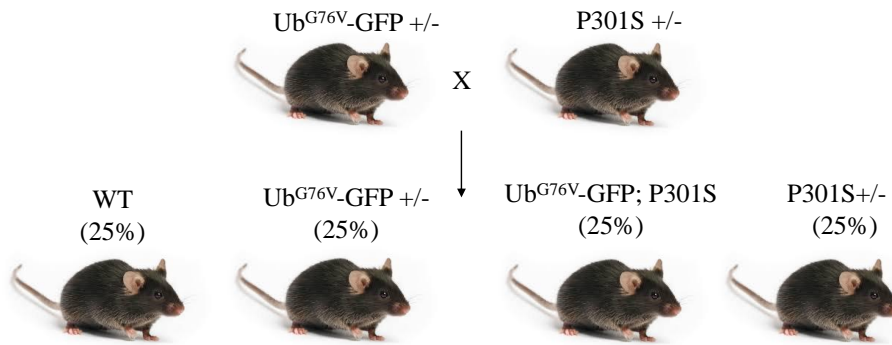 Ub^G76V-GFP +/-
P301S +/-
X
WT
(25%)
Ub^G76V-GFP +/-
(25%)
Ub^G76V-GFP; P301S
(25%)
P301S+/-
(25%)